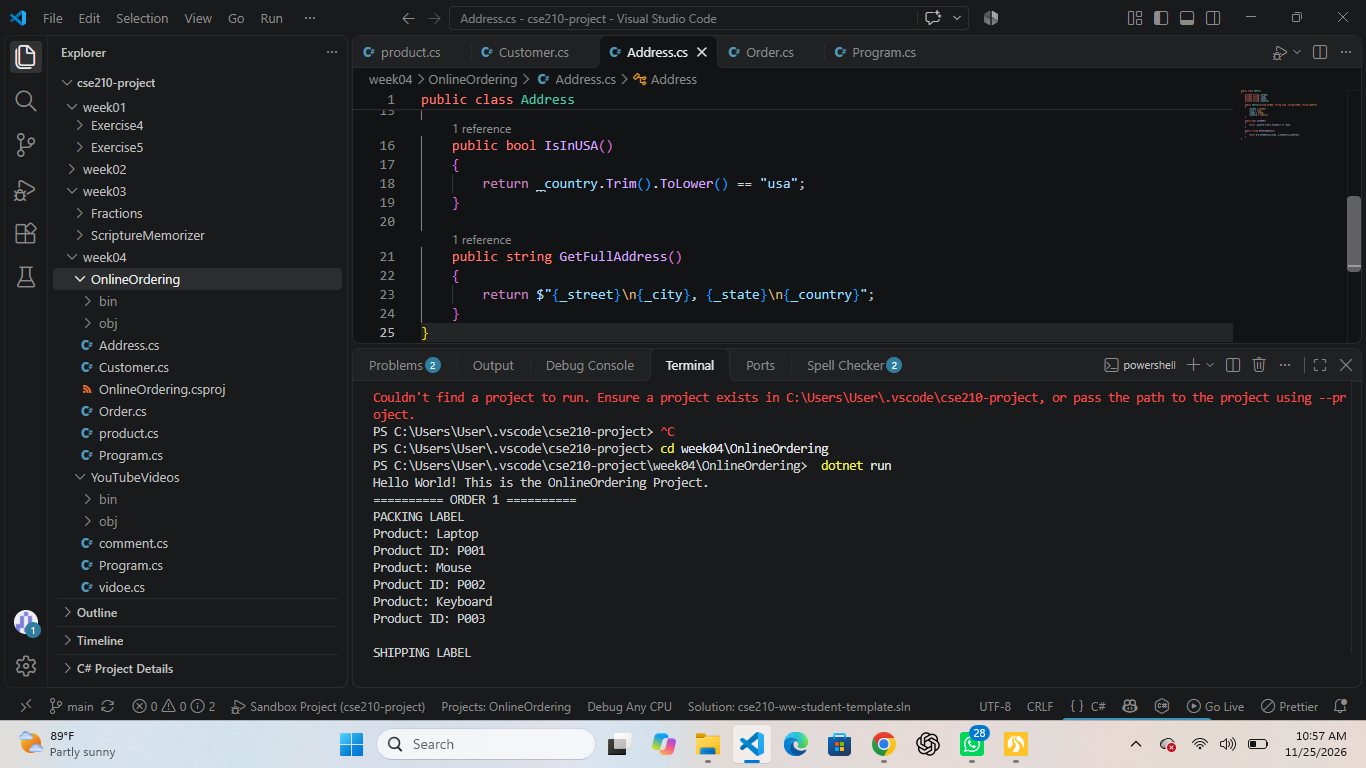 File Edit Selection View Go Run ···
Address.cs - cse210-project - Visual Studio Code
Explorer
cse210-project
week01
Exercise4
Exercise5
week02
week03
Fractions
ScriptureMemorizer
week04
OnlineOrdering
bin
obj
Address.cs
Customer.cs
OnlineOrdering.csproj
Order.cs
product.cs
Program.cs
YouTubeVideos
bin
obj
comment.cs
Program.cs
vidoe.cs
Outline
Timeline
C# Project Details
1
product.cs Customer.cs Address.cs Order.cs Program.cs
week04 > OnlineOrdering > Address.cs > Address
1 public class Address
15
1 reference
16 public bool IsInUSA()
17 {
18 return _country.Trim().ToLower() == "usa";
19 }
20
1 reference
21 public string GetFullAddress()
22 {
23 return $"{_street}\n{_city}, {_state}\n{_country}";
24 }
25 }
Problems 2 Output Debug Console Terminal Ports Spell Checker 2 powershell
Couldn't find a project to run. Ensure a project exists in C:\Users\User\.vscode\cse210-project, or pass the path to the project using --pr
oject.
PS C:\Users\User\.vscode\cse210-project> ^C
PS C:\Users\User\.vscode\cse210-project> cd week04\OnlineOrdering
PS C:\Users\User\.vscode\cse210-project\week04\OnlineOrdering> dotnet run
Hello World! This is the OnlineOrdering Project.
========== ORDER 1 ==========
PACKING LABEL
Product: Laptop
Product ID: P001
Product: Mouse
Product ID: P002
Product: Keyboard
Product ID: P003
SHIPPING LABEL
main 0 0 2 Sandbox Project (cse210-project) Projects: OnlineOrdering Debug Any CPU Solution: cse210-ww-student-template.sln UTF-8 CRLF {} C# Go Live Prettier
89°F
Partly sunny
Search
28
10:57 AM
11/25/2026